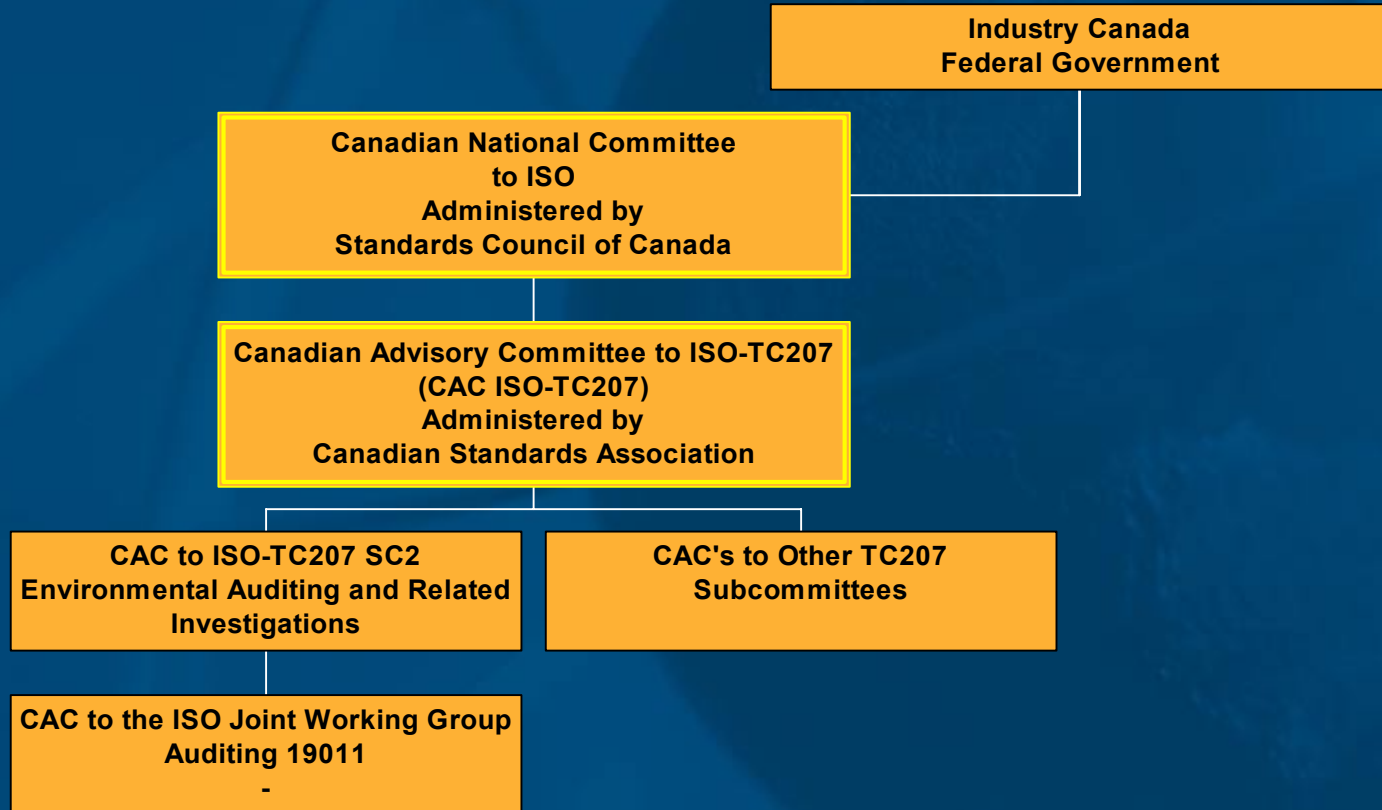 Industry Canada
Federal Government
Canadian National Committee
to ISO
Administered by
Standards Council of Canada
Canadian Advisory Committee to ISO-TC207
(CAC ISO-TC207)
Administered by
Canadian Standards Association
CAC to ISO-TC207 SC2
Environmental Auditing and Related
Investigations
CAC's to Other TC207
Subcommittees
CAC to the ISO Joint Working Group
Auditing 19011
-